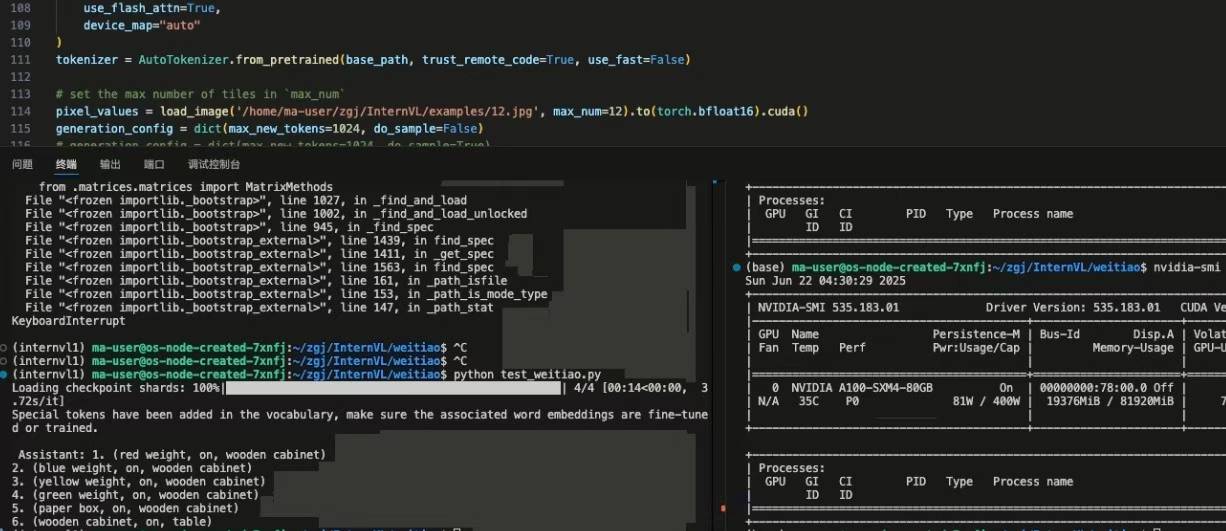 108 use_flash_attn=True,
109 device_map="auto"
110 )
111 tokenizer = AutoTokenizer.from_pretrained(base_path, trust_remote_code=True, use_fast=False)
112
113 # set the max number of tiles in `max_num`
114 pixel_values = load_image('/home/ma-user/zgj/InternVL/examples/12.jpg', max_num=12).to(torch.bfloat16).cuda()
115 generation_config = dict(max_new_tokens=1024, do_sample=False)
116 # generation_config = dict(max_new_tokens=1024, do_sample=True)
问题 终端 输出 端口 调试控制台
from .matrices.matrices import MatrixMethods
File "<frozen importlib._bootstrap>", line 1027, in _find_and_load
File "<frozen importlib._bootstrap>", line 1002, in _find_and_load_unlocked
File "<frozen importlib._bootstrap>", line 945, in _find_spec
File "<frozen importlib._bootstrap_external>", line 1439, in find_spec
File "<frozen importlib._bootstrap_external>", line 1411, in _get_spec
File "<frozen importlib._bootstrap_external>", line 1563, in find_spec
File "<frozen importlib._bootstrap_external>", line 161, in _path_isfile
File "<frozen importlib._bootstrap_external>", line 153, in _path_is_mode_type
File "<frozen importlib._bootstrap_external>", line 147, in _path_stat
KeyboardInterrupt
(internvl1) ma-user@os-node-created-7xnfj:~/zgj/InternVL/weitiao$ ^C
(internvl1) ma-user@os-node-created-7xnfj:~/zgj/InternVL/weitiao$ ^C
(internvl1) ma-user@os-node-created-7xnfj:~/zgj/InternVL/weitiao$ python test_weitiao.py
Loading checkpoint shards: 100%| | 4/4 [00:14<00:00, 3
.72s/it]
Special tokens have been added in the vocabulary, make sure the associated word embeddings are fine-tune
d or trained.
Assistant: 1. (red weight, on, wooden cabinet)
2. (blue weight, on, wooden cabinet)
3. (yellow weight, on, wooden cabinet)
4. (green weight, on, wooden cabinet)
5. (paper box, on, wooden cabinet)
6. (wooden cabinet, on, table)
Processes:
GPU GI CI PID Type Process name
ID ID
(base) ma-user@os-node-created-7xnfj:~/zgj/InternVL/weitiao$ nvidia-smi
Sun Jun 22 04:30:29 2025
NVIDIA-SMI 535.183.01 Driver Version: 535.183.01 CUDA Ve
GPU Name Persistence-M | Bus-Id Disp.A | Volat
Fan Temp Perf Pwr:Usage/Cap | Memory-Usage | GPU-U
0 NVIDIA A100-SXM4-80GB On | 00000000:78:00.0 Off |
N/A 35C P0 81W / 400W | 19376MiB / 81920MiB | 7
Processes:
GPU GI CI PID Type Process name
ID ID